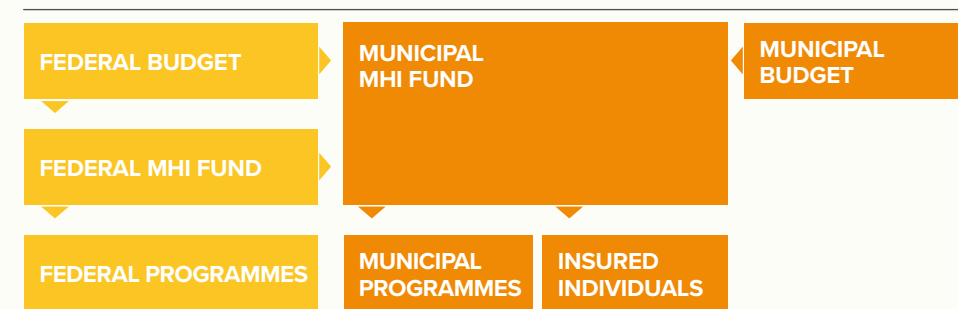 FEDERAL BUDGET
MUNICIPAL
MHI FUND
MUNICIPAL
BUDGET
FEDERAL MHI FUND
FEDERAL PROGRAMMES
MUNICIPAL
PROGRAMMES
INSURED
INDIVIDUALS